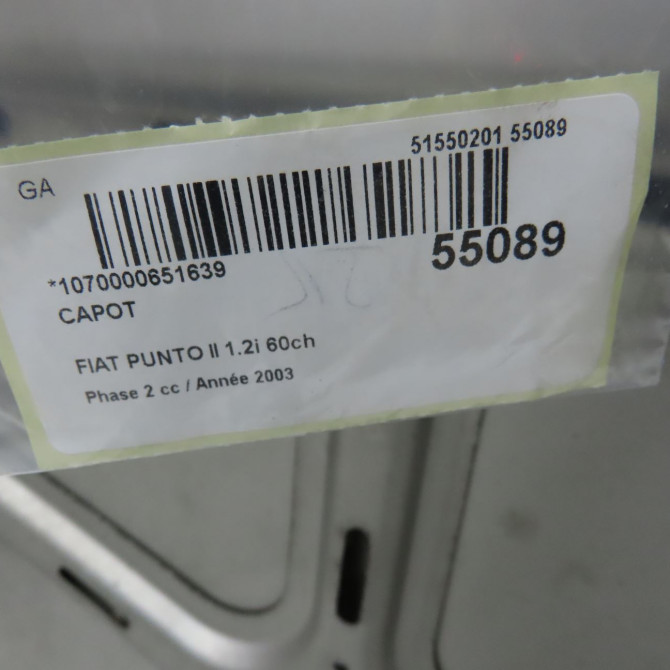 51550201 55089
GA
55089
*1070000651639
CAPOT
FIAT PUNTO II 1.2i 60ch
Phase 2 cc / Année 2003